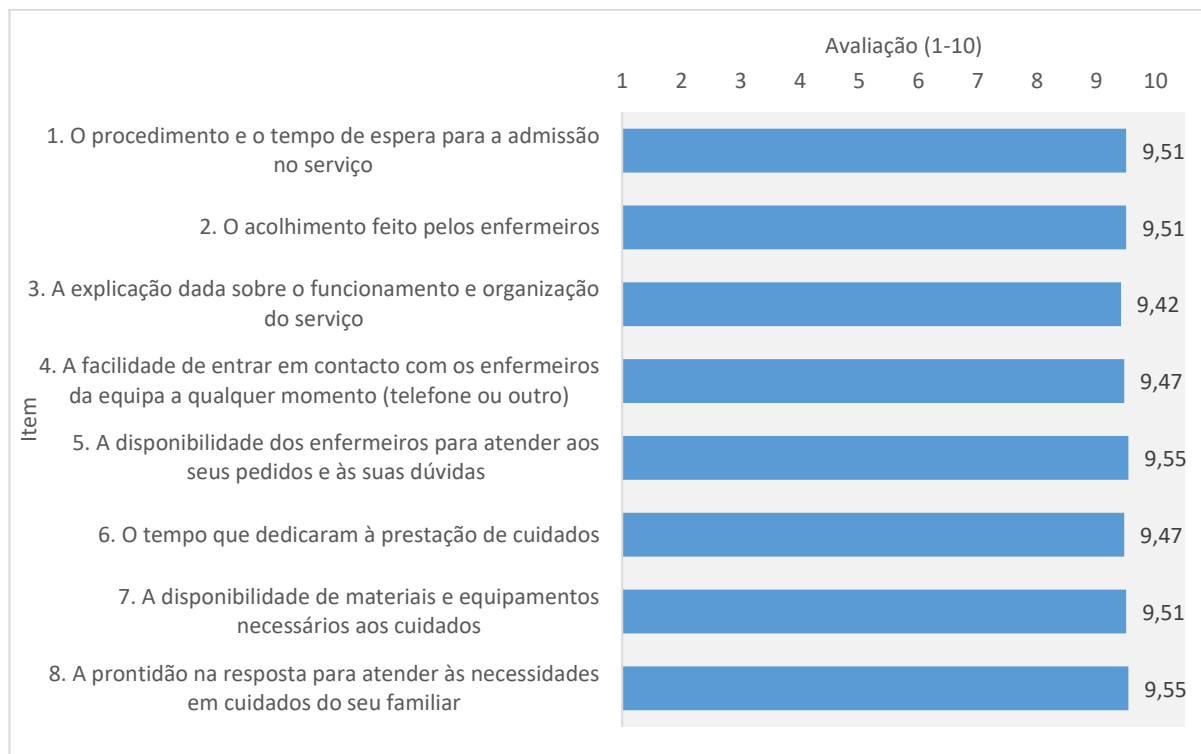 Avaliação (1-10)
1 2 3 4 5 6 7 8 9 10
Item
1. O procedimento e o tempo de espera para a admissão
no serviço
9,51
2. O acolhimento feito pelos enfermeiros
9,51
3. A explicação dada sobre o funcionamento e organização
do serviço
9,42
4. A facilidade de entrar em contacto com os enfermeiros
da equipa a qualquer momento (telefone ou outro)
9,47
5. A disponibilidade dos enfermeiros para atender aos
seus pedidos e às suas dúvidas
9,55
6. O tempo que dedicaram à prestação de cuidados
9,47
7. A disponibilidade de materiais e equipamentos
necessários aos cuidados
9,51
8. A prontidão na resposta para atender às necessidades
em cuidados do seu familiar
9,55